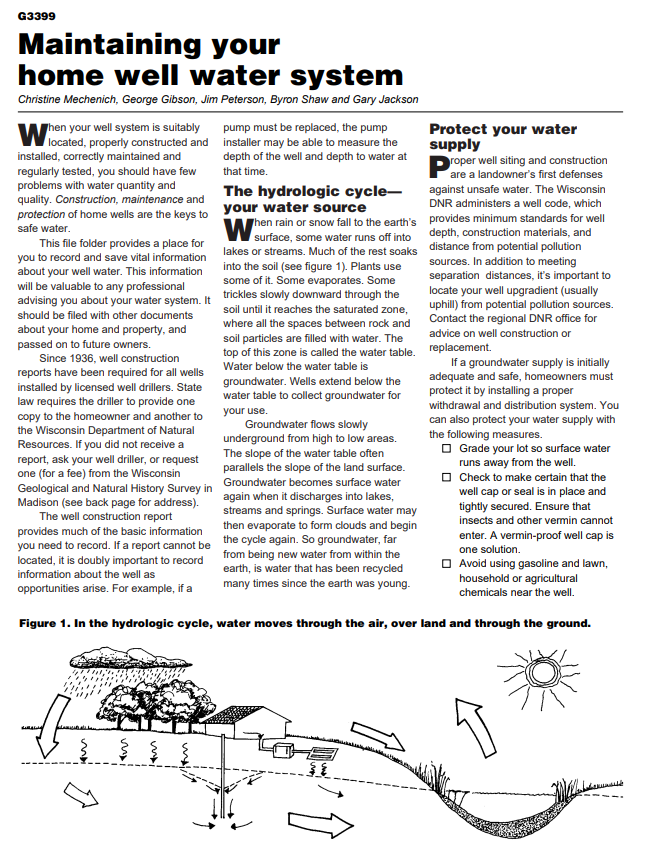 G3399
Maintaining your
home well water system
Christine Mechenich, George Gibson, Jim Peterson, Byron Shaw and Gary Jackson
When your well system is suitably
located, properly constructed and
installed, correctly maintained and
regularly tested, you should have few
problems with water quantity and
quality. Construction, maintenance and
protection of home wells are the keys to
safe water.
This file folder provides a place for
you to record and save vital information
about your well water. This information
will be valuable to any professional
advising you about your water system. It
should be filed with other documents
about your home and property, and
passed on to future owners.
Since 1936, well construction
reports have been required for all wells
installed by licensed well drillers. State
law requires the driller to provide one
copy to the homeowner and another to
the Wisconsin Department of Natural
Resources. If you did not receive a
report, ask your well driller, or request
one (for a fee) from the Wisconsin
Geological and Natural History Survey in
Madison (see back page for address).
The well construction report
provides much of the basic information
you need to record. If a report cannot be
located, it is doubly important to record
information about the well as
opportunities arise. For example, if a
pump must be replaced, the pump
installer may be able to measure the
depth of the well and depth to water at
that time.
The hydrologic cycle—
your water source
When rain or snow fall to the earth's
surface, some water runs off into
lakes or streams. Much of the rest soaks
into the soil (see figure 1). Plants use
some of it. Some evaporates. Some
trickles slowly downward through the
soil until it reaches the saturated zone,
where all the spaces between rock and
soil particles are filled with water. The
top of this zone is called the water table.
Water below the water table is
groundwater. Wells extend below the
water table to collect groundwater for
your use.
Groundwater flows slowly
underground from high to low areas.
The slope of the water table often
parallels the slope of the land surface.
Groundwater becomes surface water
again when it discharges into lakes,
streams and springs. Surface water may
then evaporate to form clouds and begin
the cycle again. So groundwater, far
from being new water from within the
earth, is water that has been recycled
many times since the earth was young.
Protect your water
supply
Proper well siting and construction
are a landowner's first defenses
against unsafe water. The Wisconsin
DNR administers a well code, which
provides minimum standards for well
depth, construction materials, and
distance from potential pollution
sources. In addition to meeting
separation distances, it's important to
locate your well upgradient (usually
uphill) from potential pollution sources.
Contact the regional DNR office for
advice on well construction or
replacement.
If a groundwater supply is initially
adequate and safe, homeowners must
protect it by installing a proper
withdrawal and distribution system. You
can also protect your water supply with
the following measures.
☐ Grade your lot so surface water
runs away from the well.
☐ Check to make certain that the
well cap or seal is in place and
tightly secured. Ensure that
insects and other vermin cannot
enter. A vermin-proof well cap is
one solution.
☐ Avoid using gasoline and lawn,
household or agricultural
chemicals near the well.
Figure 1. In the hydrologic cycle, water moves through the air, over land and through the ground.